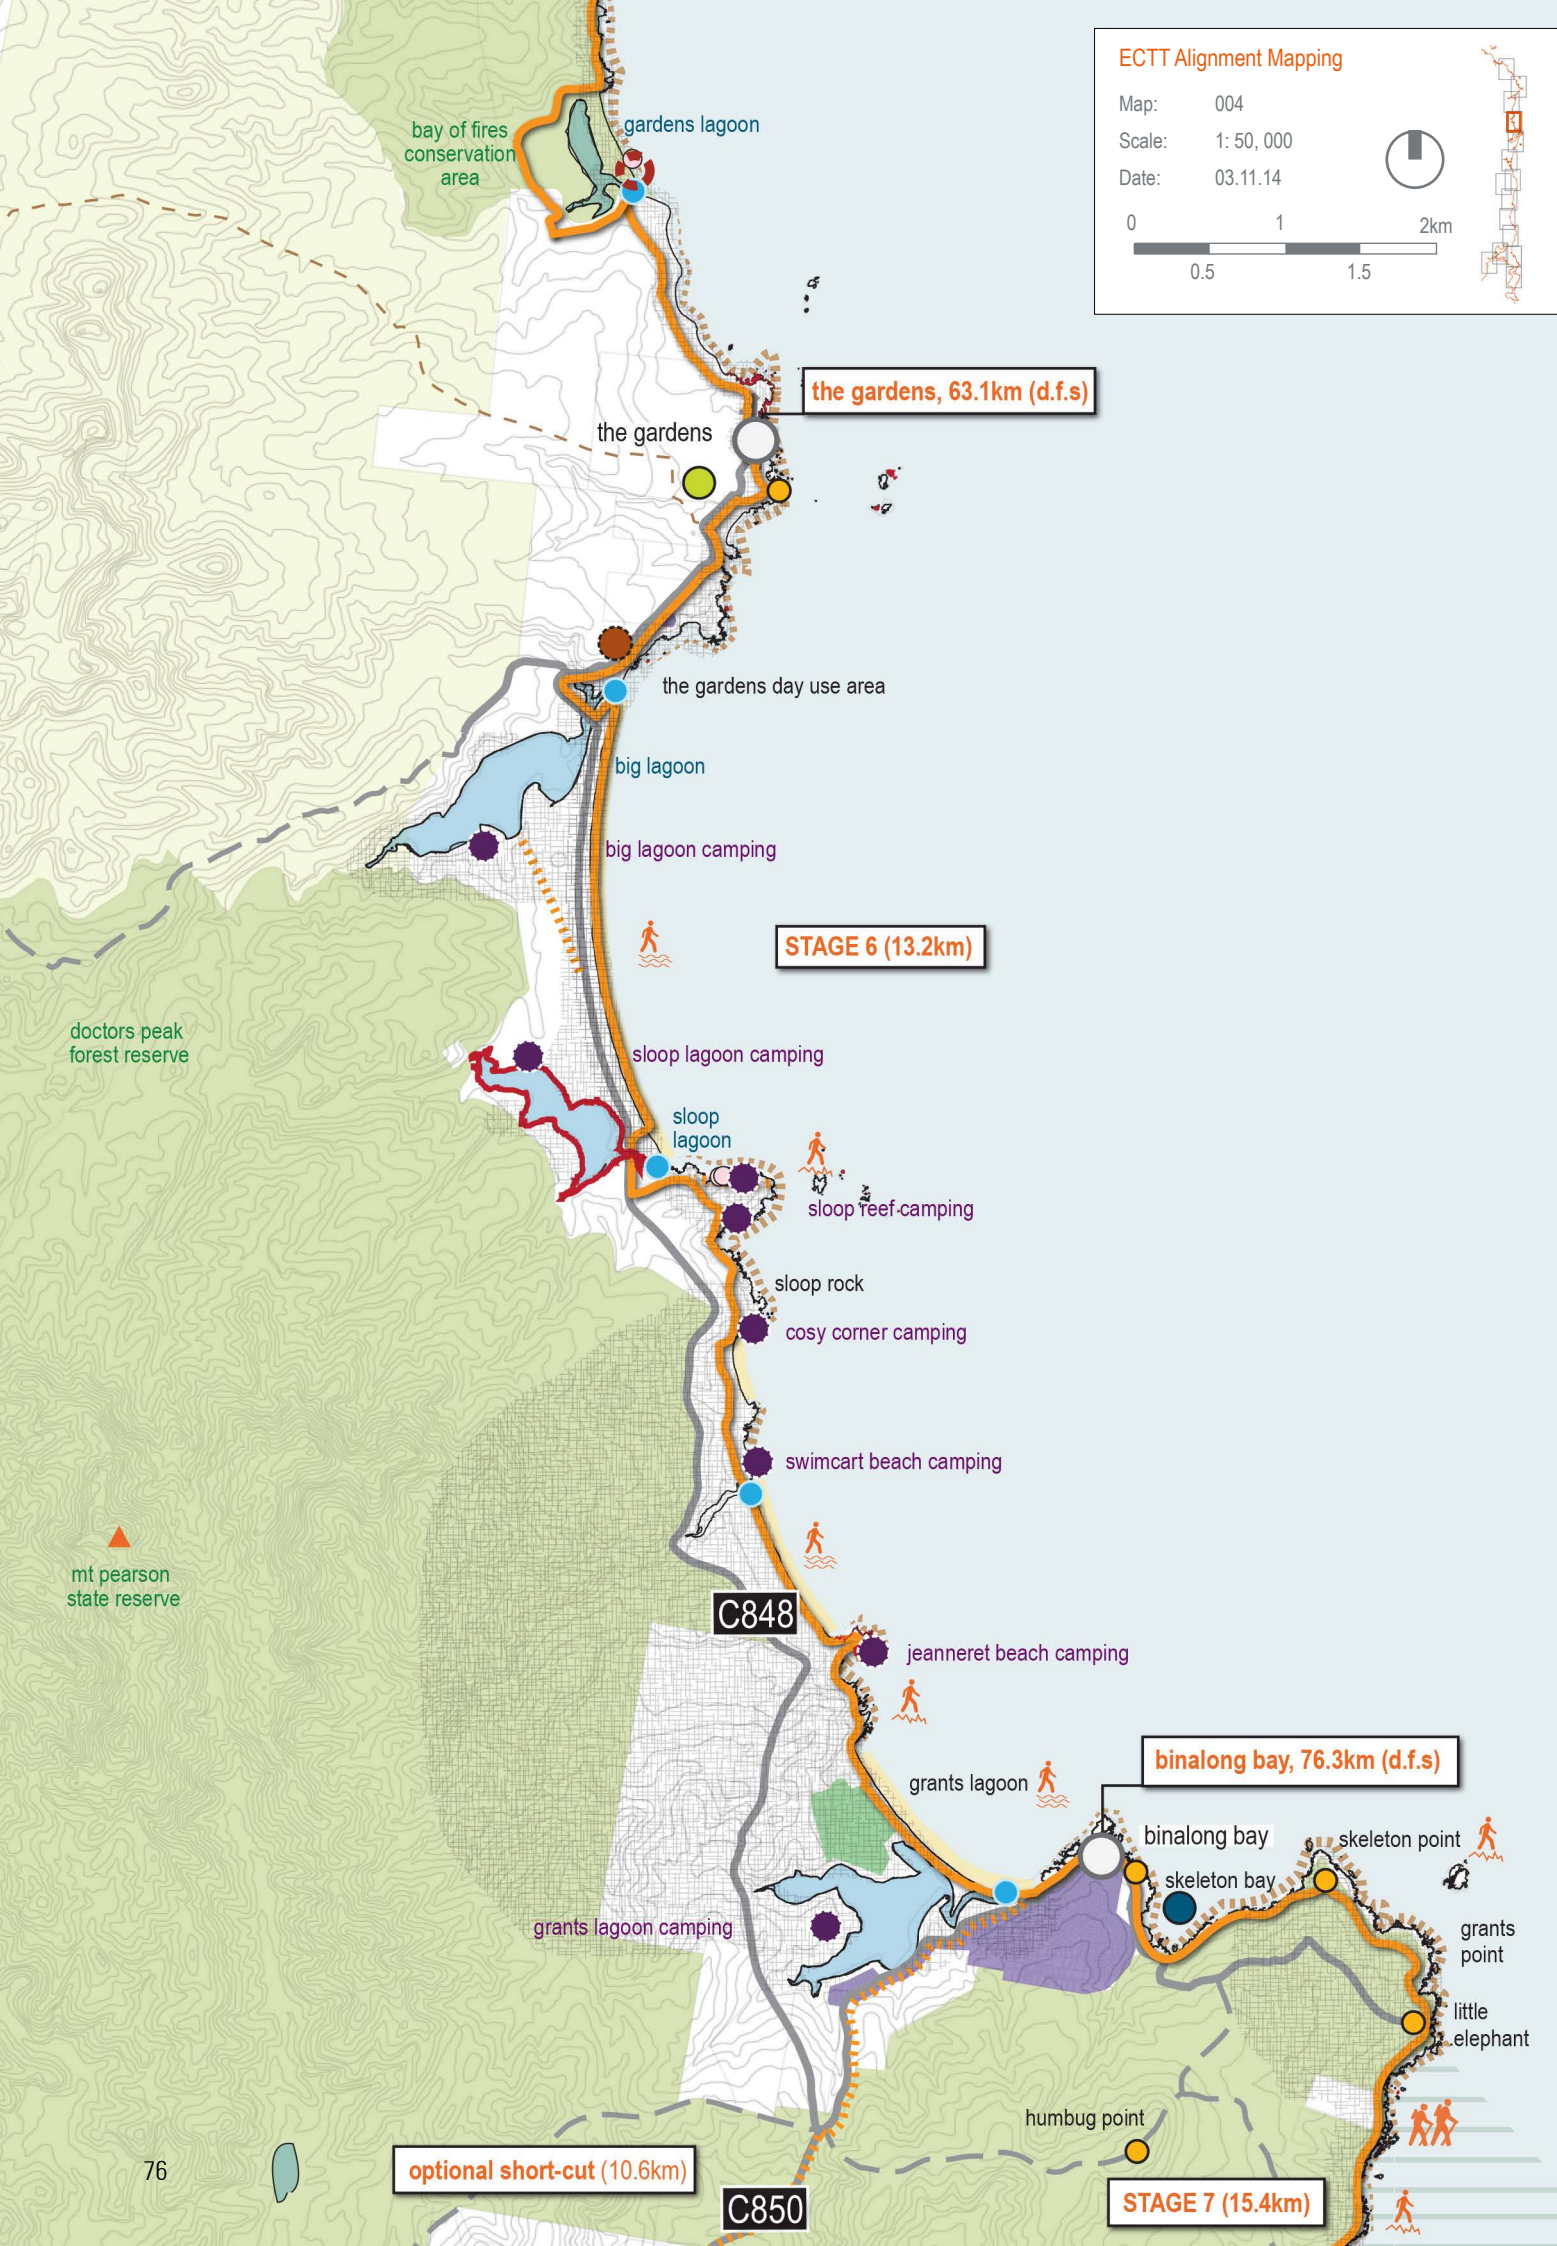 ECTT Alignment Mapping
Map: 004
Scale: 1: 50, 000
Date: 03.11.14
0 1 2km
0.5 1.5
bay of fires
conservation
area
gardens lagoon
the gardens, 63.1km (d.f.s)
the gardens
the gardens day use area
big lagoon
big lagoon camping
STAGE 6 (13.2km)
doctors peak
forest reserve
sloop lagoon camping
sloop
lagoon
sloop reef camping
sloop rock
cosy corner camping
swimcart beach camping
mt pearson
state reserve
C848
jeanneret beach camping
binalong bay, 76.3km (d.f.s)
grants lagoon
binalong bay
skeleton point
skeleton bay
grants lagoon camping
grants
point
little
elephant
humbug point
76
optional short-cut (10.6km)
STAGE 7 (15.4km)
C850